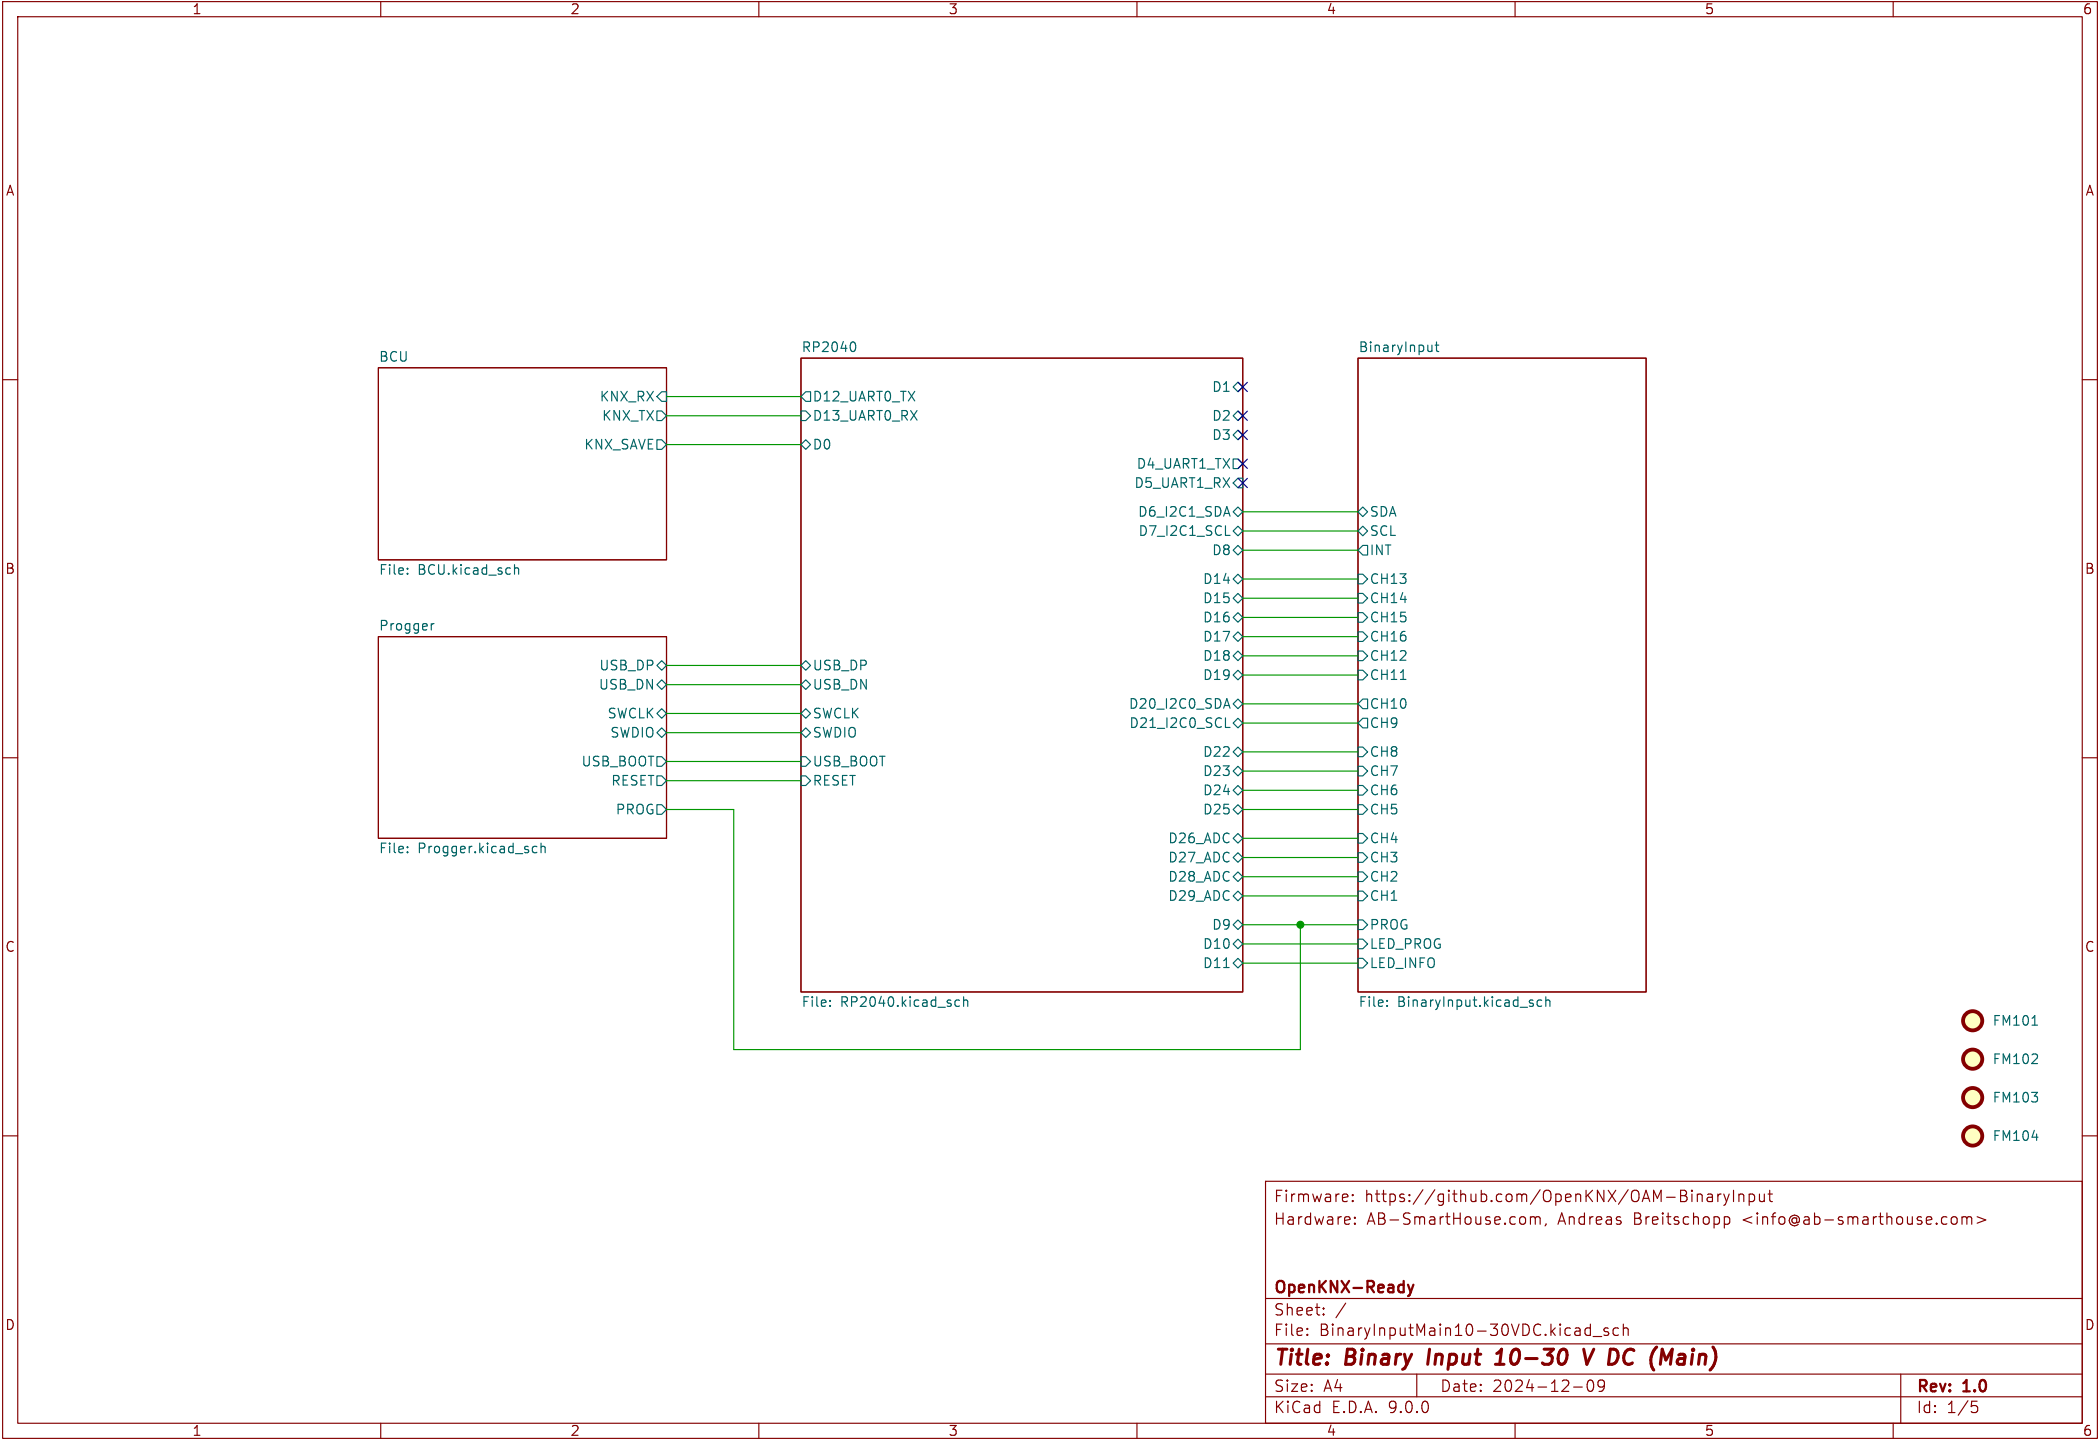 1 2 3 4 5 6
A A
B B
C C
D D
BCU
KNX_RX
KNX_TX
KNX_SAVE
File: BCU.kicad_sch
Progger
USB_DP
USB_DN
SWCLK
SWDIO
USB_BOOT
RESET
PROG
File: Progger.kicad_sch
RP2040
D12_UART0_TX
D13_UART0_RX
D0
USB_DP
USB_DN
SWCLK
SWDIO
USB_BOOT
RESET
D1
D2
D3
D4_UART1_TX
D5_UART1_RX
D6_I2C1_SDA
D7_I2C1_SCL
D8
D14
D15
D16
D17
D18
D19
D20_I2C0_SDA
D21_I2C0_SCL
D22
D23
D24
D25
D26_ADC
D27_ADC
D28_ADC
D29_ADC
D9
D10
D11
File: RP2040.kicad_sch
BinaryInput
SDA
SCL
INT
CH13
CH14
CH15
CH16
CH12
CH11
CH10
CH9
CH8
CH7
CH6
CH5
CH4
CH3
CH2
CH1
PROG
LED_PROG
LED_INFO
File: BinaryInput.kicad_sch
FM101
FM102
FM103
FM104
Firmware: https://github.com/OpenKNX/OAM-BinaryInput
Hardware: AB-SmartHouse.com, Andreas Breitschopp <info@ab-smarthouse.com>
OpenKNX-Ready
Sheet: /
File: BinaryInputMain10-30VDC.kicad_sch
Title: Binary Input 10-30 V DC (Main)
Size: A4 Date: 2024-12-09 Rev: 1.0
KiCad E.D.A. 9.0.0 Id: 1/5
1 2 3 4 5 6